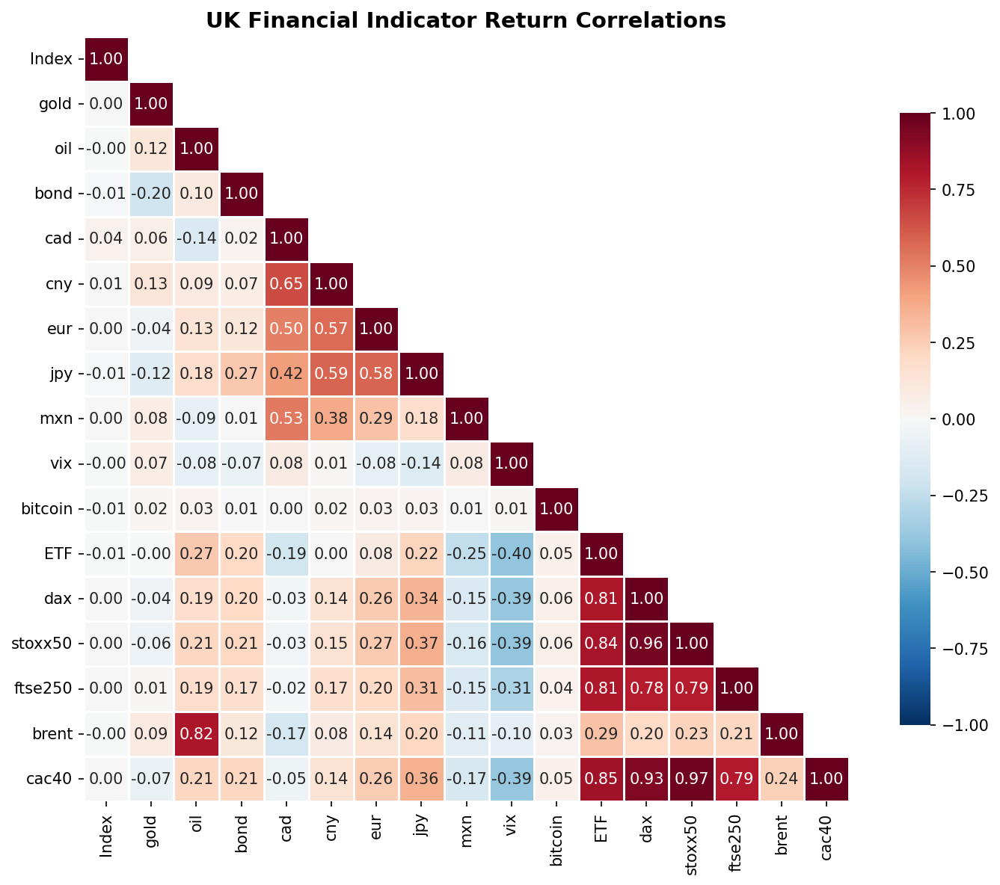 UK Financial Indicator Return Correlations
Index 1.00
gold 0.00 1.00
oil -0.00 0.12 1.00
bond -0.01 -0.20 0.10 1.00
cad 0.04 0.06 -0.14 0.02 1.00
cny 0.01 0.13 0.09 0.07 0.65 1.00
eur 0.00 -0.04 0.13 0.12 0.50 0.57 1.00
jpy -0.01 -0.12 0.18 0.27 0.42 0.59 0.58 1.00
mxn 0.00 0.08 -0.09 0.01 0.53 0.38 0.29 0.18 1.00
vix -0.00 0.07 -0.08 -0.07 0.08 0.01 -0.08 -0.14 0.08 1.00
bitcoin -0.01 0.02 0.03 0.01 0.00 0.02 0.03 0.03 0.01 0.01 1.00
ETF -0.01 -0.00 0.27 0.20 -0.19 0.00 0.08 0.22 -0.25 -0.40 0.05 1.00
dax 0.00 -0.04 0.19 0.20 -0.03 0.14 0.26 0.34 -0.15 -0.39 0.06 0.81 1.00
stoxx50 0.00 -0.06 0.21 0.21 -0.03 0.15 0.27 0.37 -0.16 -0.39 0.06 0.84 0.96 1.00
ftse250 0.00 0.01 0.19 0.17 -0.02 0.17 0.20 0.31 -0.15 -0.31 0.04 0.81 0.78 0.79 1.00
brent -0.00 0.09 0.82 0.12 -0.17 0.08 0.14 0.20 -0.11 -0.10 0.03 0.29 0.20 0.23 0.21 1.00
cac40 0.00 -0.07 0.21 0.21 -0.05 0.14 0.26 0.36 -0.17 -0.39 0.05 0.85 0.93 0.97 0.79 0.24 1.00
Index gold oil bond cad cny eur jpy mxn vix bitcoin ETF dax stoxx50 ftse250 brent cac40
1.00
0.75
0.50
0.25
0.00
−0.25
−0.50
−0.75
−1.00